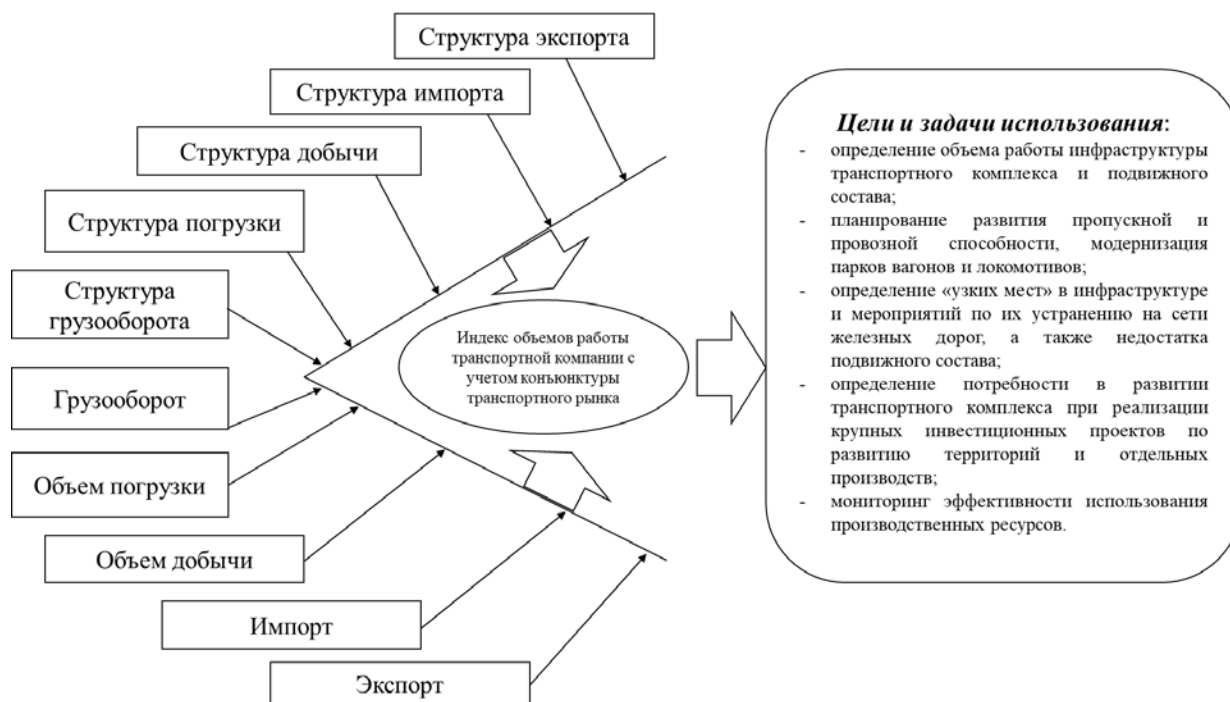 Структура экспорта
Структура импорта
Структура добычи
Структура погрузки
Структура
грузооборота
Грузооборот
Объем погрузки
Объем добычи
Импорт
Экспорт
Индекс объемов работы
транспортной компании с
учетом конъюнктуры
транспортного рынка
Цели и задачи использования:
- определение объема работы инфраструктуры
транспортного комплекса и подвижного
состава;
- планирование развития пропускной и
провозной способности, модернизация
парков вагонов и локомотивов;
- определение «узких мест» в инфраструктуре
и мероприятий по их устранению на сети
железных дорог, а также недостатка
подвижного состава;
- определение потребности в развитии
транспортного комплекса при реализации
крупных инвестиционных проектов по
развитию территорий и отдельных
производств;
- мониторинг эффективности использования
производственных ресурсов.